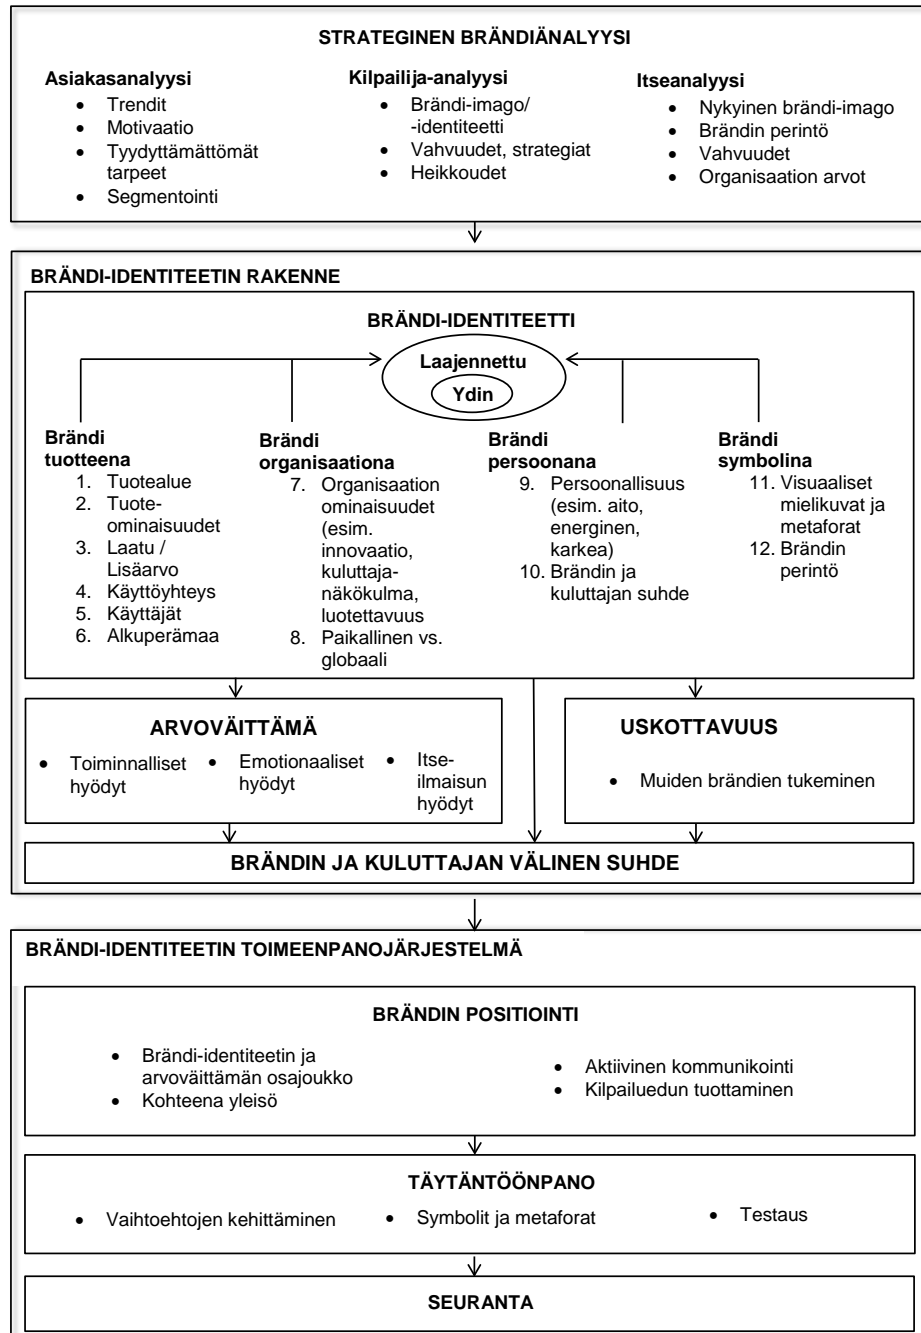 STRATEGINEN BRÄNDIÄNALYYSI
Asiakasanalyysi
• Trendit
• Motivaatio
• Tyydyttämättömät
tarpeet
• Segmentointi
Kilpailija-analyysi
• Brändi-imago/
-identiteetti
• Vahvuudet, strategiat
• Heikkoudet
Itseanalyysi
• Nykyinen brändi-imago
• Brändin perintö
• Vahvuudet
• Organisaation arvot
BRÄNDI-IDENTITEETIN RAKENNE
BRÄNDI-IDENTITEETTI
Laajennettu
Ydin
Brändi
tuotteena
1. Tuotealue
2. Tuote-
ominaisuudet
3. Laatu /
Lisäarvo
4. Käyttöyhteys
5. Käyttäjät
6. Alkuperämaa
Brändi
organisaationa
7. Organisaation
ominaisuudet
(esim.
innovaatio,
kuluttaja-
näkökulma,
luotettavuus
8. Paikallinen vs.
globaali
Brändi
persoonana
9. Persoonallisuus
(esim. aito,
energinen,
karkea)
10. Brändin ja
kuluttajan suhde
Brändi
symbolina
11. Visuaaliset
mielikuvat ja
metaforat
12. Brändin
perintö
ARVOVÄITTÄMÄ
• Toiminnalliset
hyödyt
• Emotionaaliset
hyödyt
• Itse-
ilmaisun
hyödyt
USKOTTAVUUS
• Muiden brändien tukeminen
BRÄNDIN JA KULUTTAJAN VÄLINEN SUHDE
BRÄNDI-IDENTITEETIN TOIMEENPANOJÄRJESTELMÄ
BRÄNDIN POSITIOINTI
• Brändi-identiteetin ja
arvoväittämän osajoukko
• Kohteena yleisö
• Aktiivinen kommunikointi
• Kilpailuedun tuottaminen
TÄYTÄNTÖÖNPANO
• Vaihtoehtojen kehittäminen
• Symbolit ja metaforat
• Testaus
SEURANTA